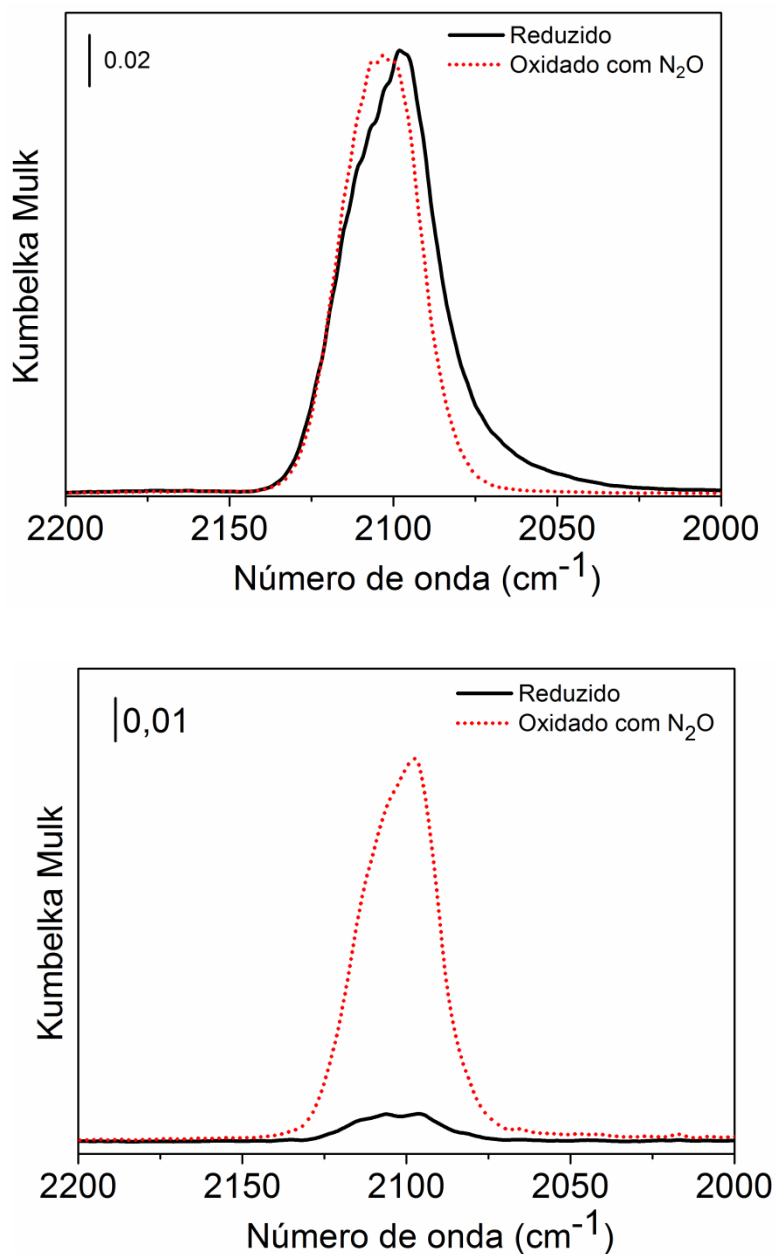 Reduzido
0.02
Oxidado com N₂O
Kumbelka Mulk
2200 2150 2100 2050 2000
Número de onda (cm⁻¹)
Reduzido
0,01
Oxidado com N₂O
Kumbelka Mulk
2200 2150 2100 2050 2000
Número de onda (cm⁻¹)